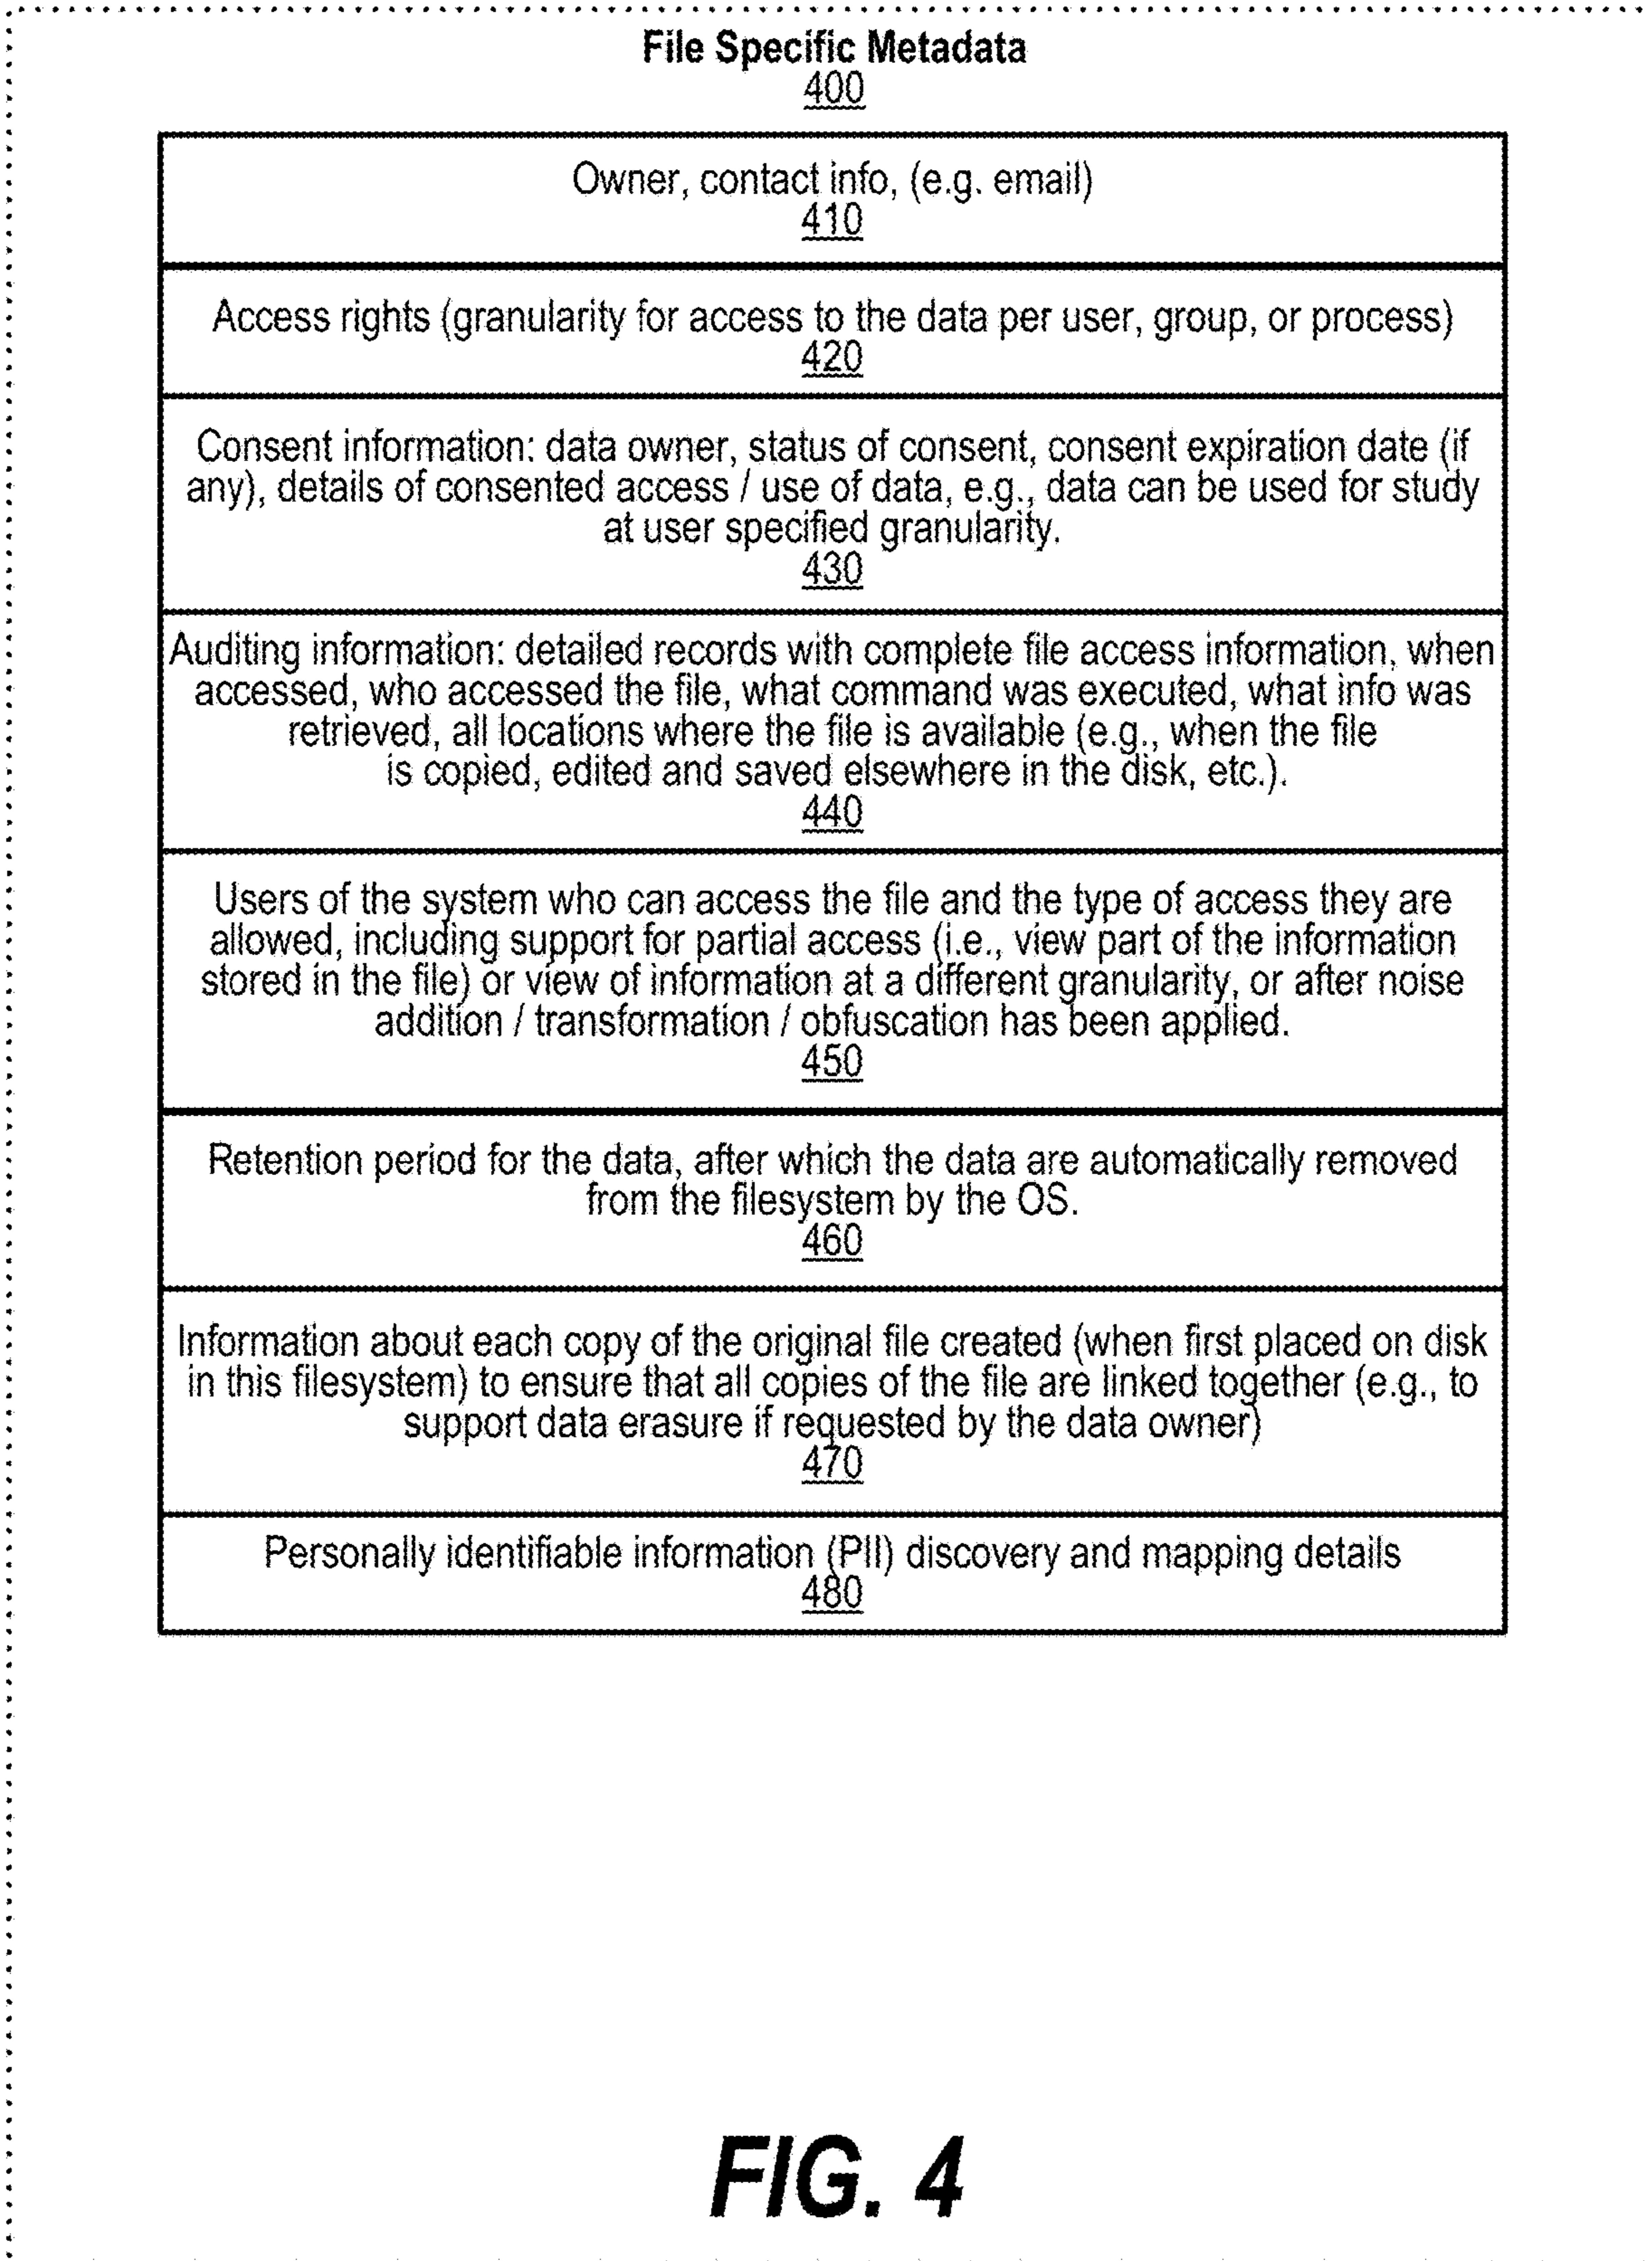 File Specific Metadata
400
Owner, contact info, (e.g. email)
410
Access rights (granularity for access to the data per user, group, or process)
420
Consent information: data owner, status of consent, consent expiration date (if
any), details of consented access / use of data, e.g., data can be used for study
at user specified granularity.
430
Auditing information: detailed records with complete file access information, when
accessed, who accessed the file, what command was executed, what info was
retrieved, all locations where the file is available (e.g., when the file
is copied, edited and saved elsewhere in the disk, etc.).
440
Users of the system who can access the file and the type of access they are
allowed, including support for partial access (i.e., view part of the information
stored in the file) or view of information at a different granularity, or after noise
addition / transformation / obfuscation has been applied.
450
Retention period for the data, after which the data are automatically removed
from the filesystem by the OS.
460
Information about each copy of the original file created (when first placed on disk
in this filesystem) to ensure that all copies of the file are linked together (e.g., to
support data erasure if requested by the data owner)
470
Personally identifiable information (PII) discovery and mapping details
480
FIG. 4